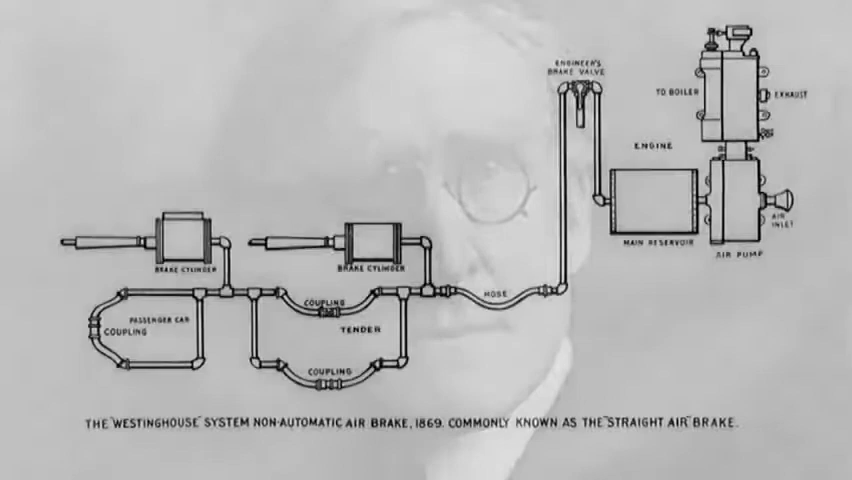 ENGINEER'S
BRAKE VALVE
TO BOILER
EXHAUST
ENGINE
AIR
INLET
MAIN RESERVOIR
AIR PUMP
BRAKE CYLINDER
BRAKE CYLINDER
HOSE
COUPLING
PASSENGER CAR
COUPLING
TENDER
COUPLING
THE "WESTINGHOUSE" SYSTEM NON-AUTOMATIC AIR BRAKE, 1869. COMMONLY KNOWN AS THE "STRAIGHT AIR" BRAKE.